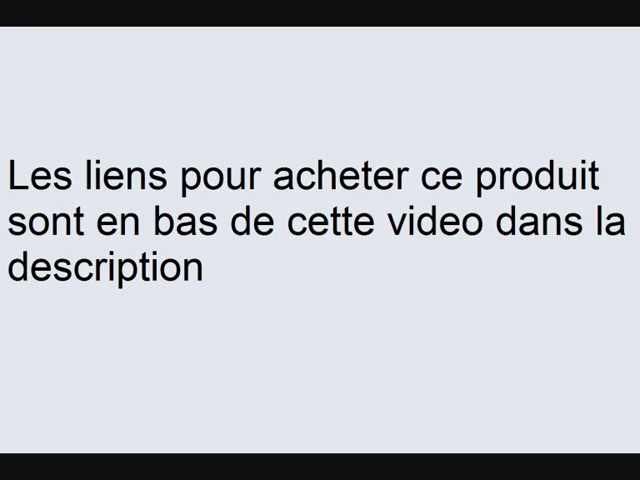 Les liens pour acheter ce produit
sont en bas de cette video dans la
description